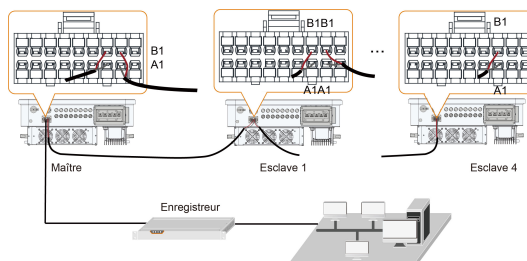 B1
A1
B1B1
A1A1
...
B1
A1
Maître
Esclave 1
Esclave 4
Enregistreur